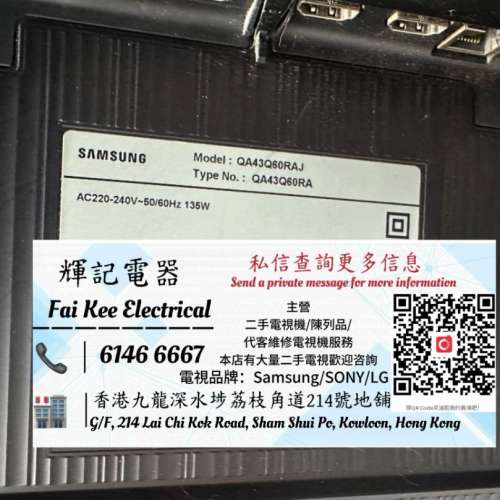 SAMSUNG
Model : QA43Q60RAJ
Type No. : QA43Q60RA
AC220-240V~50/60Hz 135W
輝記電器
Fai Kee Electrical
6146 6667
私信查詢更多信息
Send a private message for more information
主營
二手電視機/陳列品/
代客維修電視機服務
本店有大量二手電視歡迎咨詢
電視品牌：Samsung/SONY/LG
香港九龍深水埗荔枝角道214號地舖
G/F, 214 Lai Chi Kok Road, Sham Shui Po, Kowloon, Hong Kong